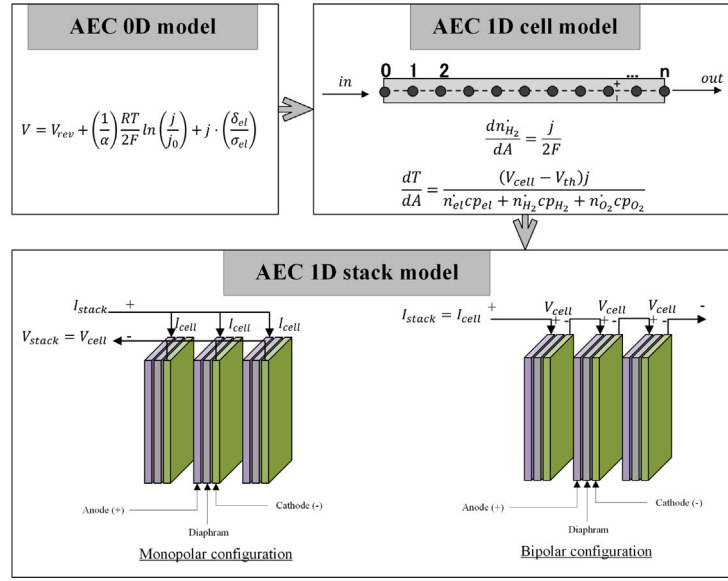 AEC 0D model
V = V_rev + (1/α) RT/2F ln(j/j_0) + j · (δ_el/σ_el)
AEC 1D cell model
0 1 2 ... n
in + - out
dṅ_H2/dA = j/2F
dT/dA = (V_cell − V_th)j / (ṅ_el cp_el + ṅ_H2 cp_H2 + ṅ_O2 cp_O2)
AEC 1D stack model
I_stack +
I_cell I_cell I_cell
V_stack = V_cell -
Anode (+)
Cathode (-)
Diaphram
Monopolar configuration
V_cell V_cell V_cell
I_stack = I_cell + + - + - + - -
Anode (+)
Cathode (-)
Diaphram
Bipolar configuration